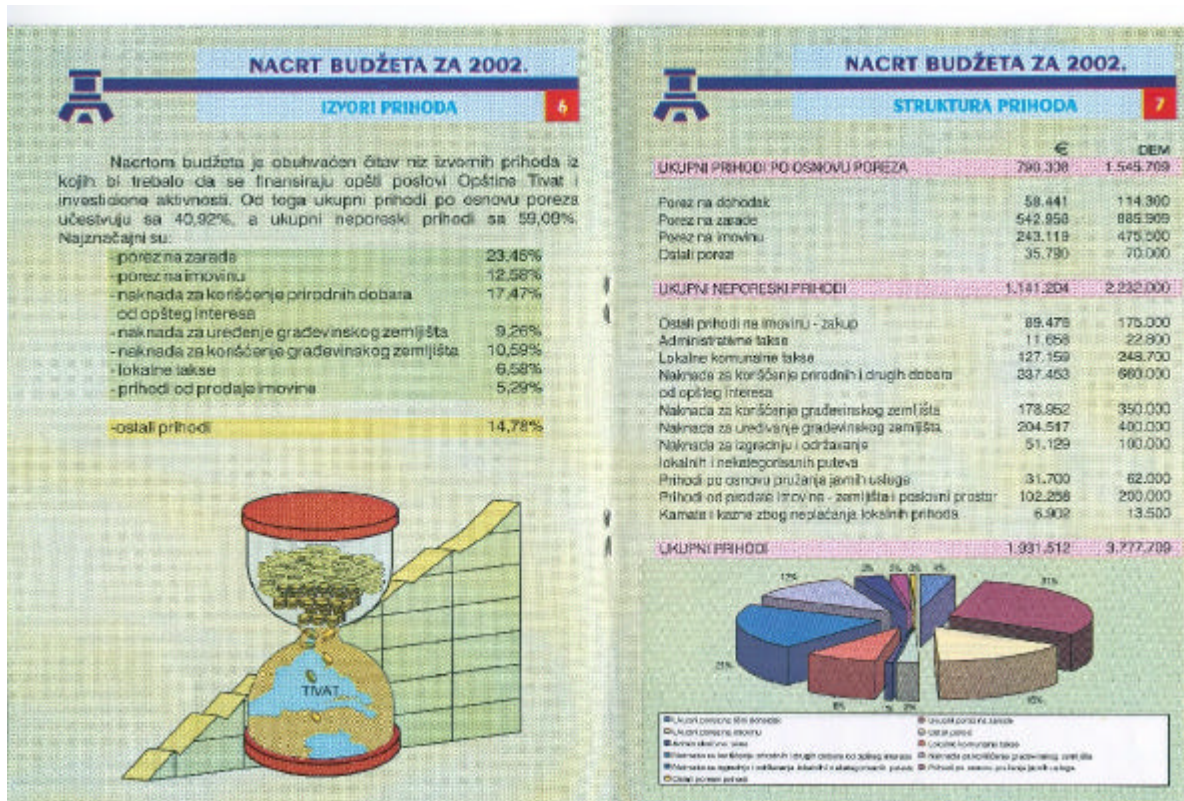 NACRT BUDŽETA ZA 2002.
IZVORI PRIHODA 6
Nacrtom budžeta je obuhvaćen čitav niz izvornih prihoda iz
kojih bi trebalo da se finansiraju opšti poslovi Opštine Tivat i
investicione aktivnosti. Od toga ukupni prihodi po osnovu poreza
učestvuju sa 40,92%, a ukupni neporeski prihodi sa 59,08%.
Najznačajni su:
-porez na zarade 23,45%
-porez na imovinu 12,58%
-naknada za korišćenje prirodnih dobara 17,47%
od opšteg interesa
-naknada za uređenje građevinskog zemljišta 9,26%
-naknada za korišćenje građevinskog zemljišta 10,59%
-lokalne takse 6,58%
-prihodi od prodaje imovine 5,29%
-ostali prihodi 14,78%
TIVAT
NACRT BUDŽETA ZA 2002.
STRUKTURA PRIHODA 7
€ DEM
UKUPNI PRIHODI PO OSNOVU POREZA 790.308 1.545.709
Porez na dohodak 58.441 114.300
Porez na zarade 542.958 885.909
Porez na imovinu 243.119 475.500
Ostali porezi 35.790 70.000
UKUPNI NEPORESKI PRIHODI 1.141.204 2.232.000
Ostali prihodi na imovinu - zakup 89.476 175.000
Administrativne takse 11.658 22.800
Lokalne komunalne takse 127.159 248.700
Naknada za korišćenje prirodnih i drugih dobara 337.453 660.000
od opšteg interesa
Naknada za korišćenje građevinskog zemljišta 178.952 350.000
Naknada za uređivanje građevinskog zemljišta 204.517 400.000
Naknada za izgradnju i održavanje 51.129 100.000
lokalnih i nekategorisanih puteva
Prihodi po osnovu pružanja javnih usluga 31.700 62.000
Prihodi od prodate imovine - zemljišta i poslovni prostor 102.258 200.000
Kamate i kazne zbog neplaćanja lokalnih prihoda 6.902 13.500
UKUPNI PRIHODI 1.931.512 3.777.709
17% 31%
Lokalne komunalne takse